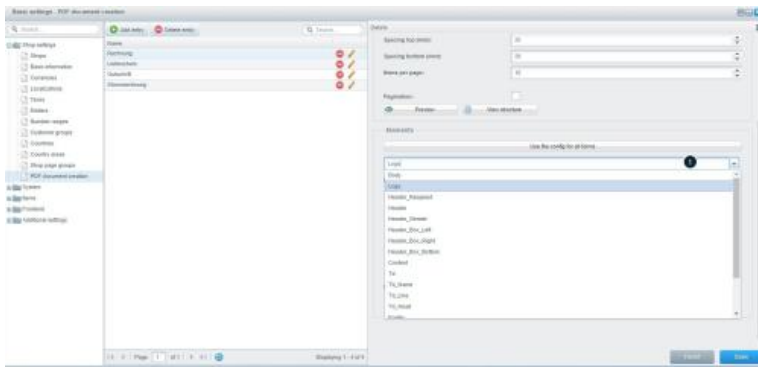 Basic settings - PDF document creation
Search...
Shop settings
Shops
Basic information
Currencies
Localizations
Times
Number ranges
Customer groups
Countries
Country areas
Shop page groups
PDF document creation
System
Items
Frontend
Additional settings
Add entry
Delete entry
Search...
Name
Rechnung
Lieferschein
Gutschrift
Stornorechnung
Page 1 of 1
Displaying 1 - 4 of 4
Details
Spacing top (mm):
Spacing bottom (mm):
Items per page:
Pagination:
Preview
View structure
Elements
Use this config for all forms
Logo
1
Body
Logo
Header_Recipient
Header
Header_Sender
Header_Box_Left
Header_Box_Right
Header_Box_Bottom
Content
Td
Td_Name
Td_Line
Td_Head
Save